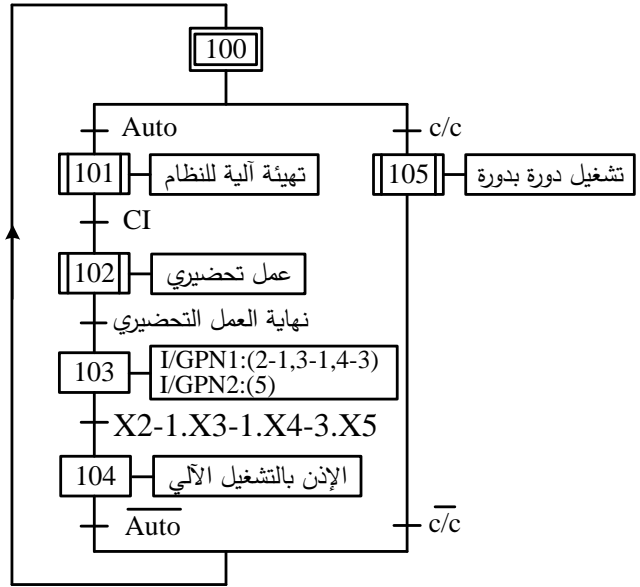 100
Auto
c/c
101
تهيئة آلية للنظام
105
تشغيل دورة بدورة
CI
102
عمل تحضيري
نهاية العمل التحضيري
103
I/GPN1:(2-1,3-1,4-3)
I/GPN2:(5)
X2-1.X3-1.X4-3.X5
104
الإذن بالتشغيل الآلي
A̅u̅t̅o̅
c̅/̅c̅